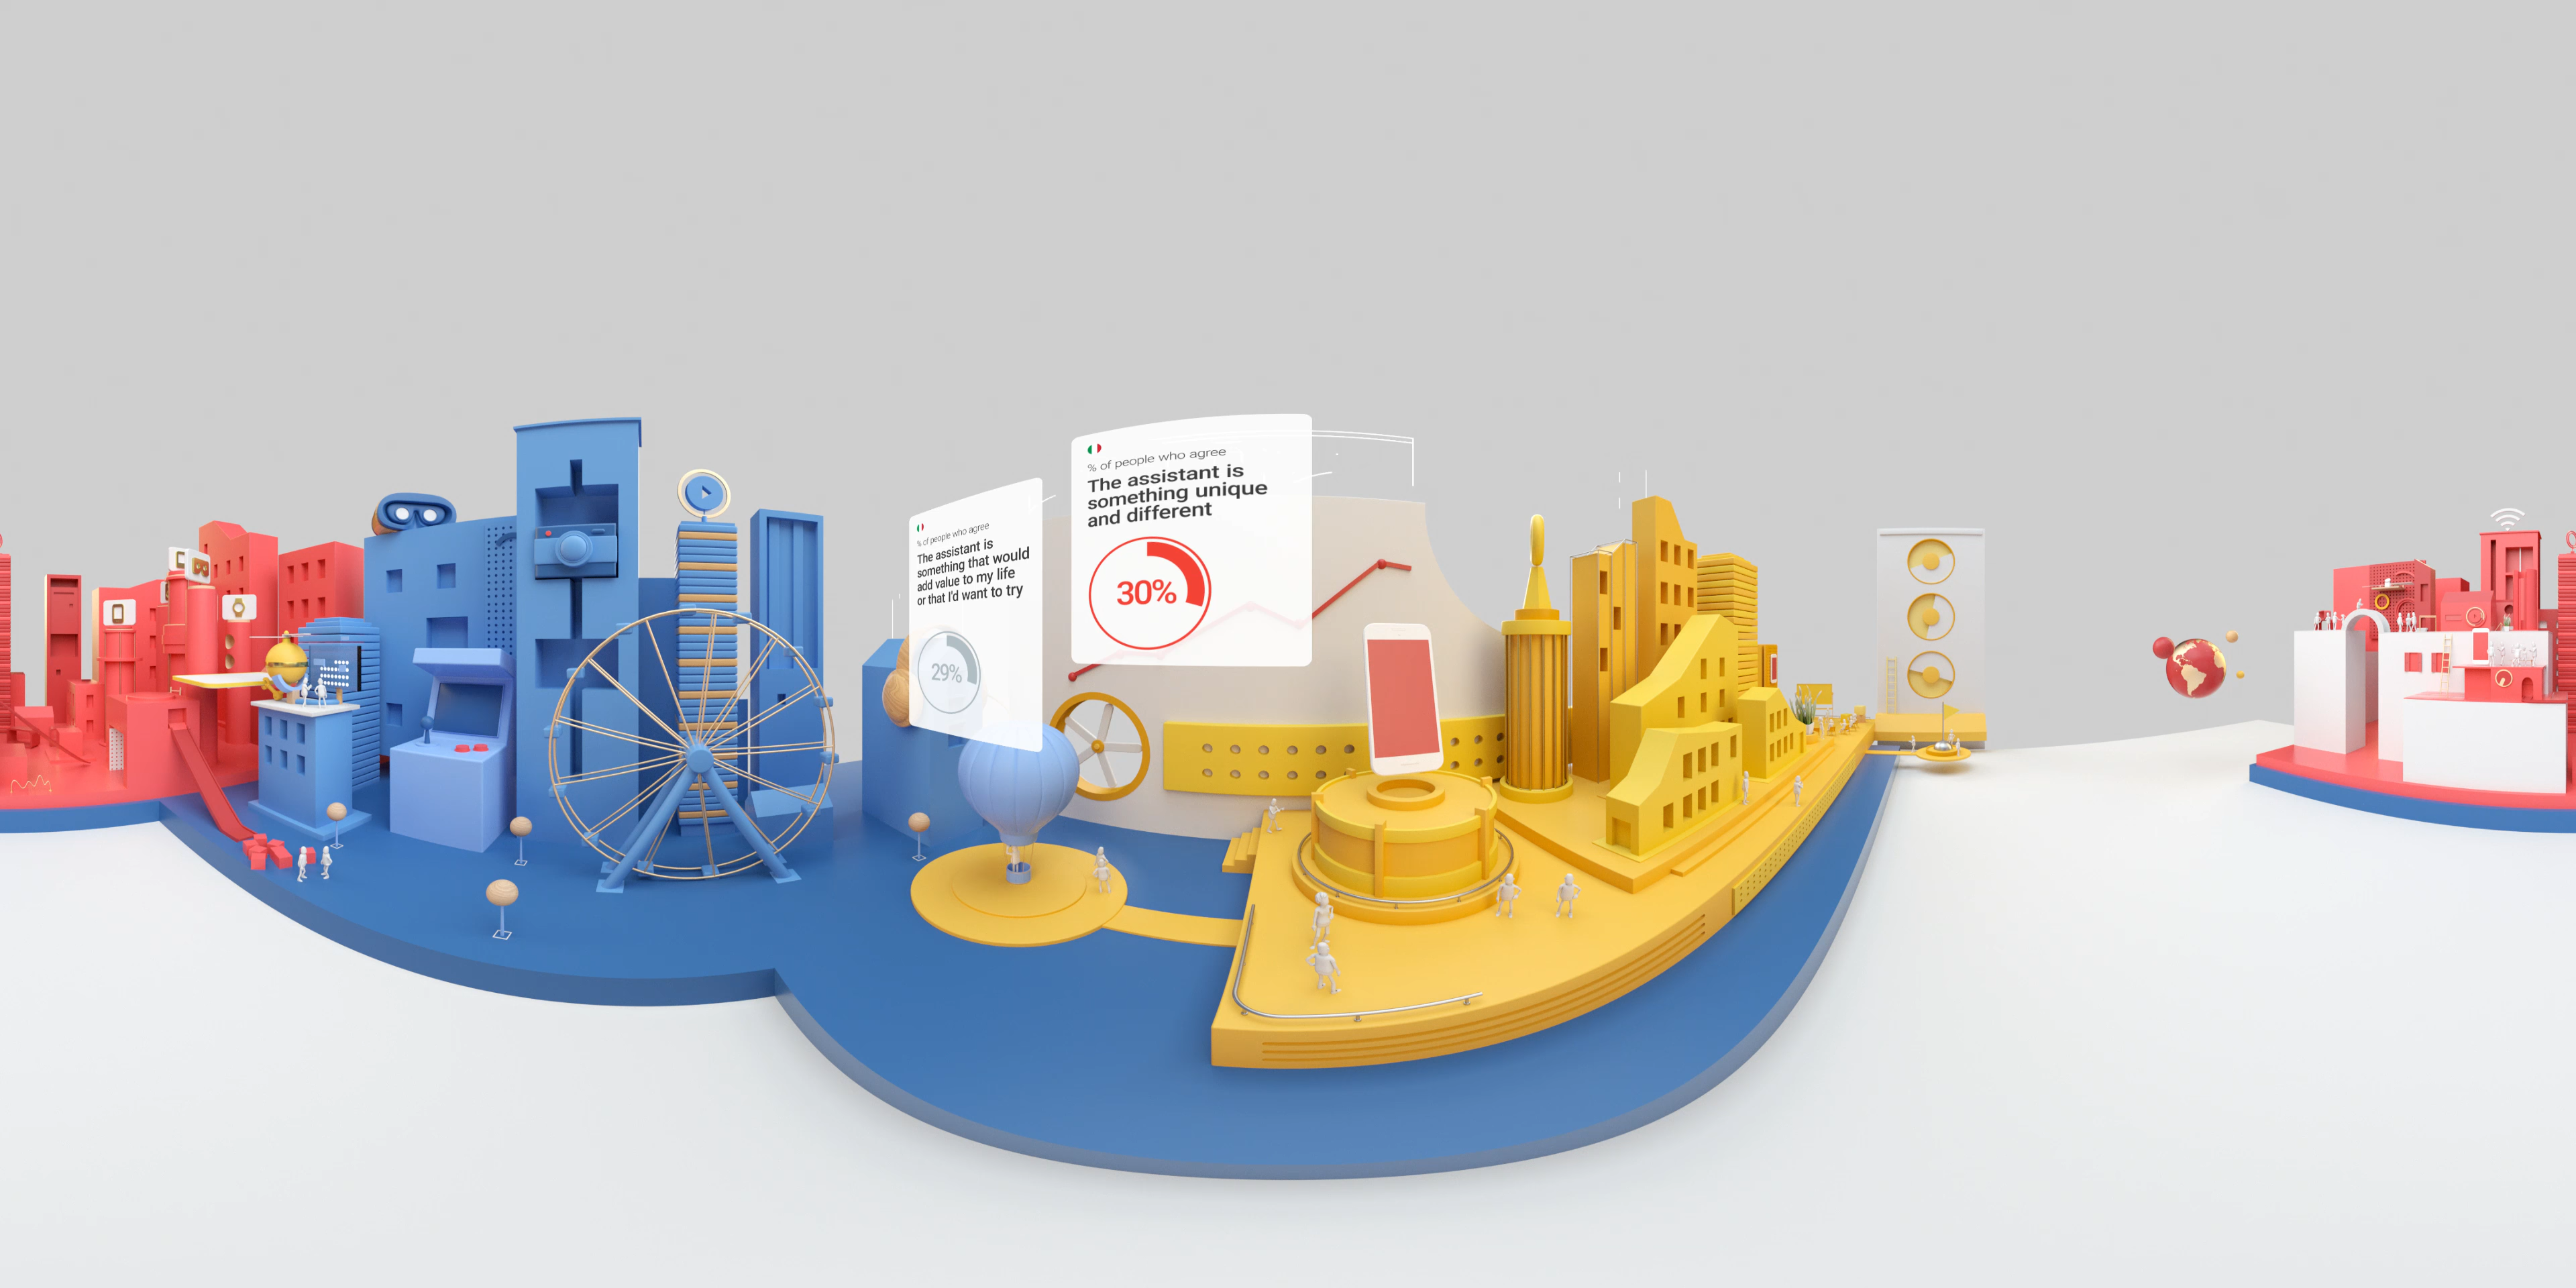 % of people who agree
The assistant is
something that would
add value to my life
or that I'd want to try
29%
% of people who agree
The assistant is
something unique
and different
30%